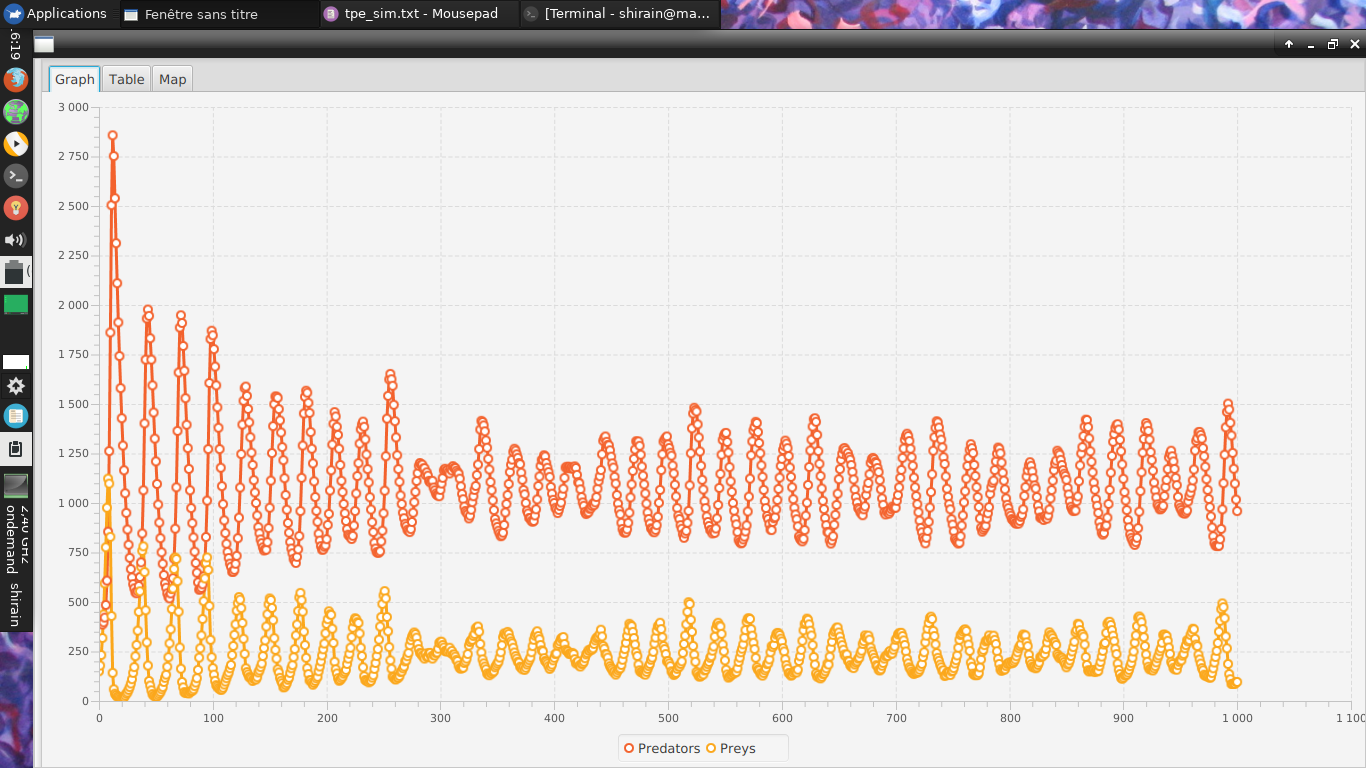 Applications
Fenêtre sans titre
tpe_sim.txt - Mousepad
[Terminal - shirain@ma...
6:19
Graph
Table
Map
3 000
2 750
2 500
2 250
2 000
1 750
1 500
1 250
1 000
750
500
250
0
0 100 200 300 400 500 600 700 800 900 1 000 1 100
Predators Preys
(
ondemand
shirain